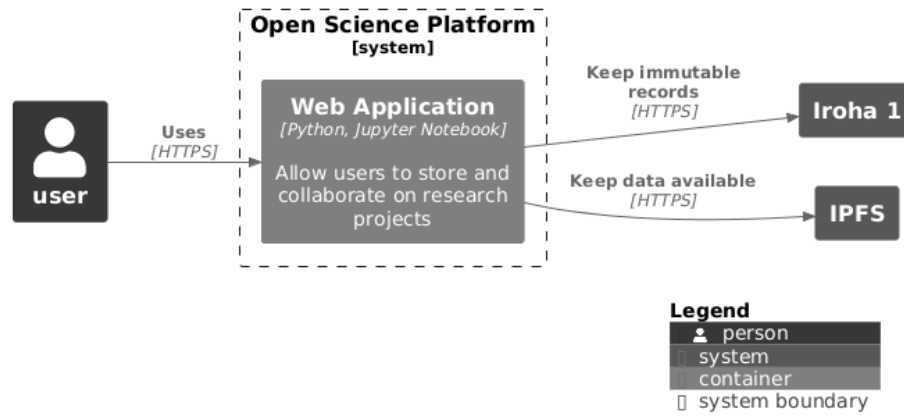 Open Science Platform
[system]
Web Application
[Python, Jupyter Notebook]
Allow users to store and
collaborate on research
projects
user
Uses
[HTTPS]
Keep immutable
records
[HTTPS]
Iroha 1
Keep data available
[HTTPS]
IPFS
Legend
person
system
container
system boundary